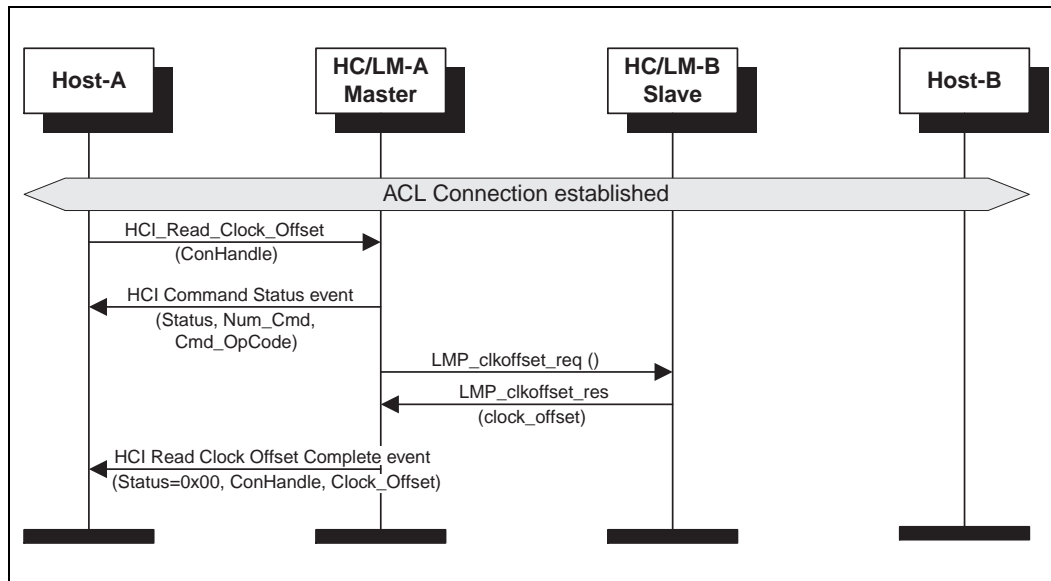 Host-A
HC/LM-A
Master
HC/LM-B
Slave
Host-B
ACL Connection established
HCI_Read_Clock_Offset
(ConHandle)
HCI Command Status event
(Status, Num_Cmd,
Cmd_OpCode)
LMP_clkoffset_req ()
LMP_clkoffset_res
(clock_offset)
HCI Read Clock Offset Complete event
(Status=0x00, ConHandle, Clock_Offset)